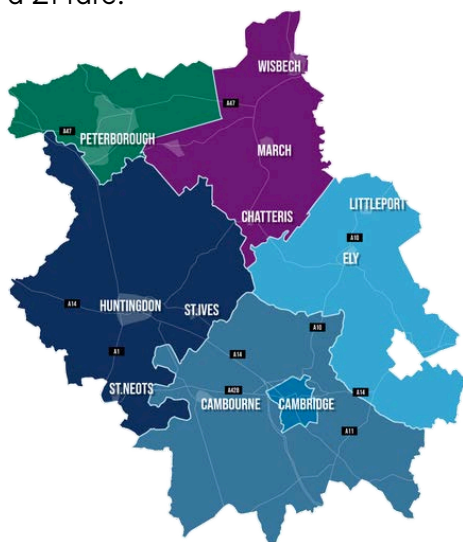 WISBECH
A47
A47
PETERBOROUGH
MARCH
LITTLEPORT
CHATTERIS
A10
ELY
A14
HUNTINGDON
ST.IVES
A10
A1
A14
ST.NEOTS
A428
A14
CAMBOURNE
CAMBRIDGE
A11